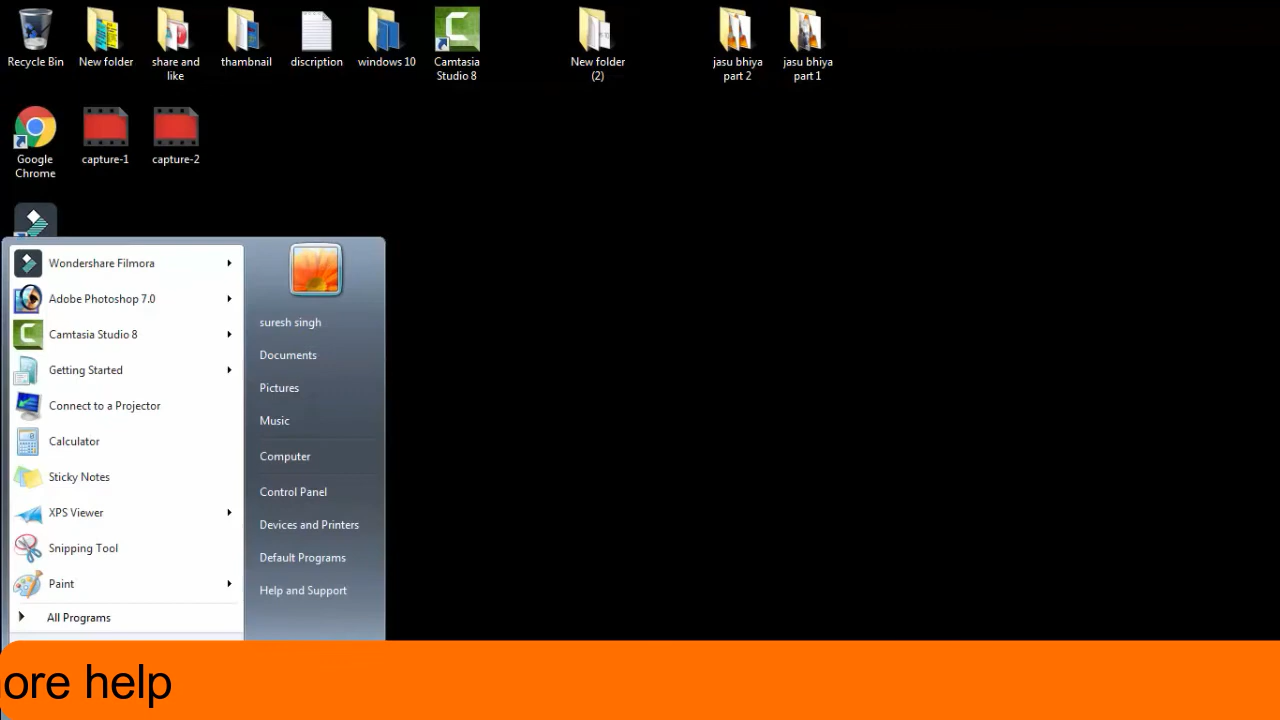 Recycle Bin
New folder
share and
like
thumbnail
discription
windows 10
Camtasia
Studio 8
New folder
(2)
jasu bhiya
part 2
jasu bhiya
part 1
Google
Chrome
capture-1
capture-2
Wondershare Filmora
Adobe Photoshop 7.0
Camtasia Studio 8
Getting Started
Connect to a Projector
Calculator
Sticky Notes
XPS Viewer
Snipping Tool
Paint
All Programs
suresh singh
Documents
Pictures
Music
Computer
Control Panel
Devices and Printers
Default Programs
Help and Support
help